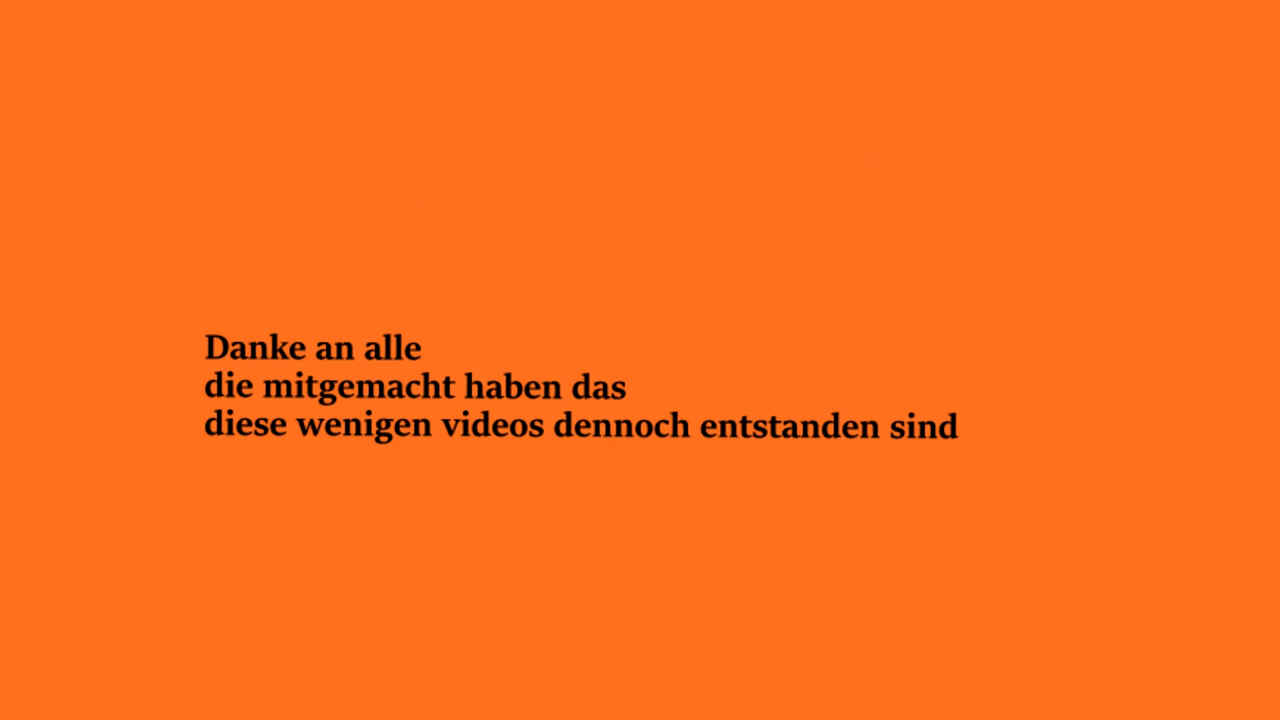 Danke an alle
die mitgemacht haben das
diese wenigen videos dennoch entstanden sind